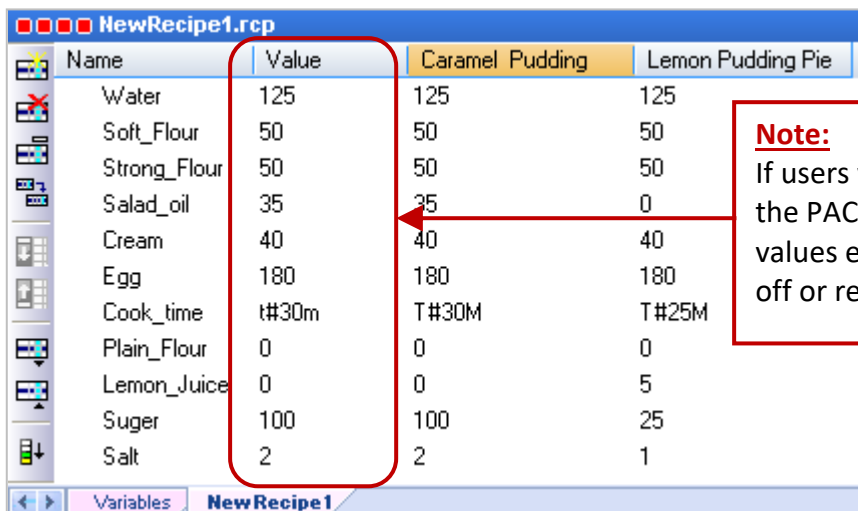 NewRecipe1.rcp
Name Value Caramel Pudding Lemon Pudding Pie
Water 125 125 125
Soft_Flour 50 50 50
Strong_Flour 50 50 50
Salad_oil 35 35 0
Cream 40 40 40
Egg 180 180 180
Cook_time t#30m T#30M T#25M
Plain_Flour 0 0 0
Lemon_Juice 0 0 5
Suger 100 100 25
Salt 2 2 1
Note:
If users
the PAC
values e
off or re
Variables NewRecipe1